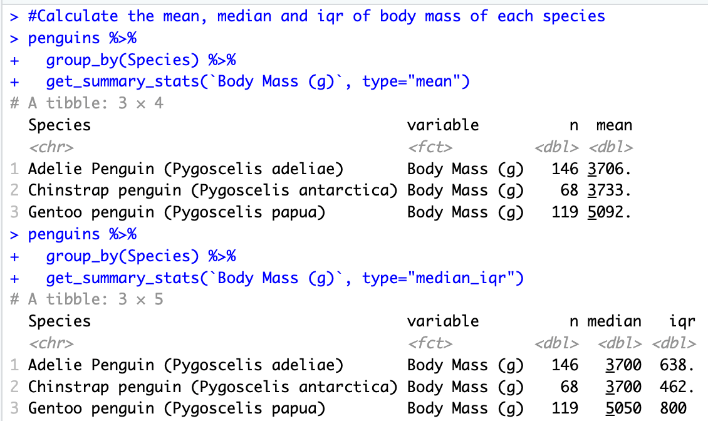 > #Calculate the mean, median and iqr of body mass of each species
> penguins %>%
+   group_by(Species) %>%
+   get_summary_stats(`Body Mass (g)`, type="mean")
# A tibble: 3 × 4
  Species                                   variable          n  mean
  <chr>                                     <fct>         <dbl> <dbl>
1 Adelie Penguin (Pygoscelis adeliae)       Body Mass (g)   146 3706.
2 Chinstrap penguin (Pygoscelis antarctica) Body Mass (g)    68 3733.
3 Gentoo penguin (Pygoscelis papua)         Body Mass (g)   119 5092.
> penguins %>%
+   group_by(Species) %>%
+   get_summary_stats(`Body Mass (g)`, type="median_iqr")
# A tibble: 3 × 5
  Species                                   variable          n median   iqr
  <chr>                                     <fct>         <dbl>  <dbl> <dbl>
1 Adelie Penguin (Pygoscelis adeliae)       Body Mass (g)   146   3700  638.
2 Chinstrap penguin (Pygoscelis antarctica) Body Mass (g)    68   3700  462.
3 Gentoo penguin (Pygoscelis papua)         Body Mass (g)   119   5050  800